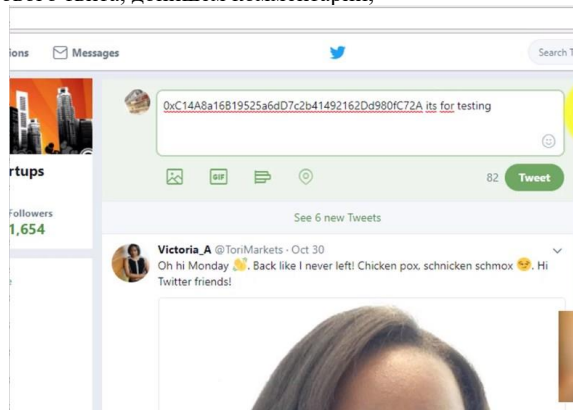 ions
Messages
Search T
0xC14A8a16B19525a6dD7c2b41492162Dd980fC72A its for testing
GIF
82
Tweet
rtups
Followers
1,654
See 6 new Tweets
Victoria_A @ToriMarkets · Oct 30
Oh hi Monday 👋. Back like I never left! Chicken pox, schnicken schmox 😏. Hi
Twitter friends!